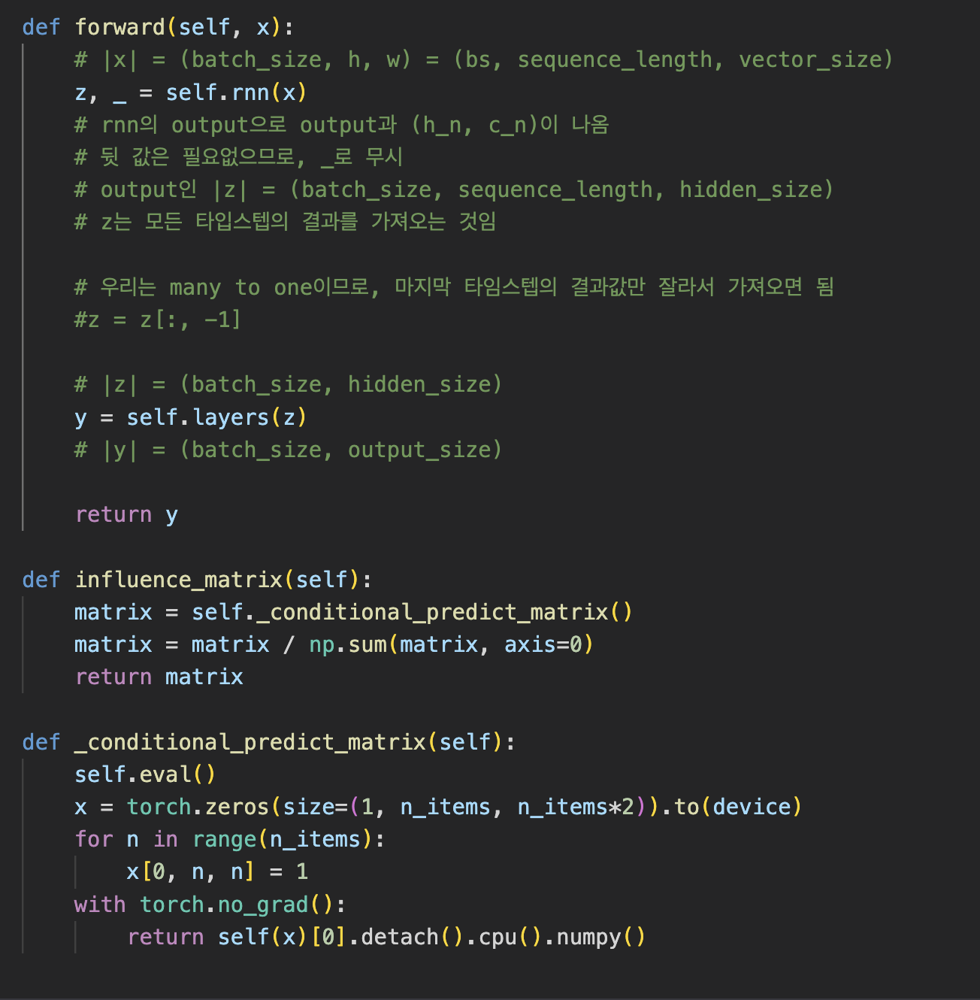 def forward(self, x):
    # |x| = (batch_size, h, w) = (bs, sequence_length, vector_size)
    z, _ = self.rnn(x)
    # rnn의 output으로 output과 (h_n, c_n)이 나옴
    # 뒷 값은 필요없으므로, _로 무시
    # output인 |z| = (batch_size, sequence_length, hidden_size)
    # z는 모든 타입스텝의 결과를 가져오는 것임

    # 우리는 many to one이므로, 마지막 타임스텝의 결과값만 잘라서 가져오면 됨
    #z = z[:, -1]

    # |z| = (batch_size, hidden_size)
    y = self.layers(z)
    # |y| = (batch_size, output_size)

    return y

def influence_matrix(self):
    matrix = self._conditional_predict_matrix()
    matrix = matrix / np.sum(matrix, axis=0)
    return matrix

def _conditional_predict_matrix(self):
    self.eval()
    x = torch.zeros(size=(1, n_items, n_items*2)).to(device)
    for n in range(n_items):
        x[0, n, n] = 1
    with torch.no_grad():
        return self(x)[0].detach().cpu().numpy()